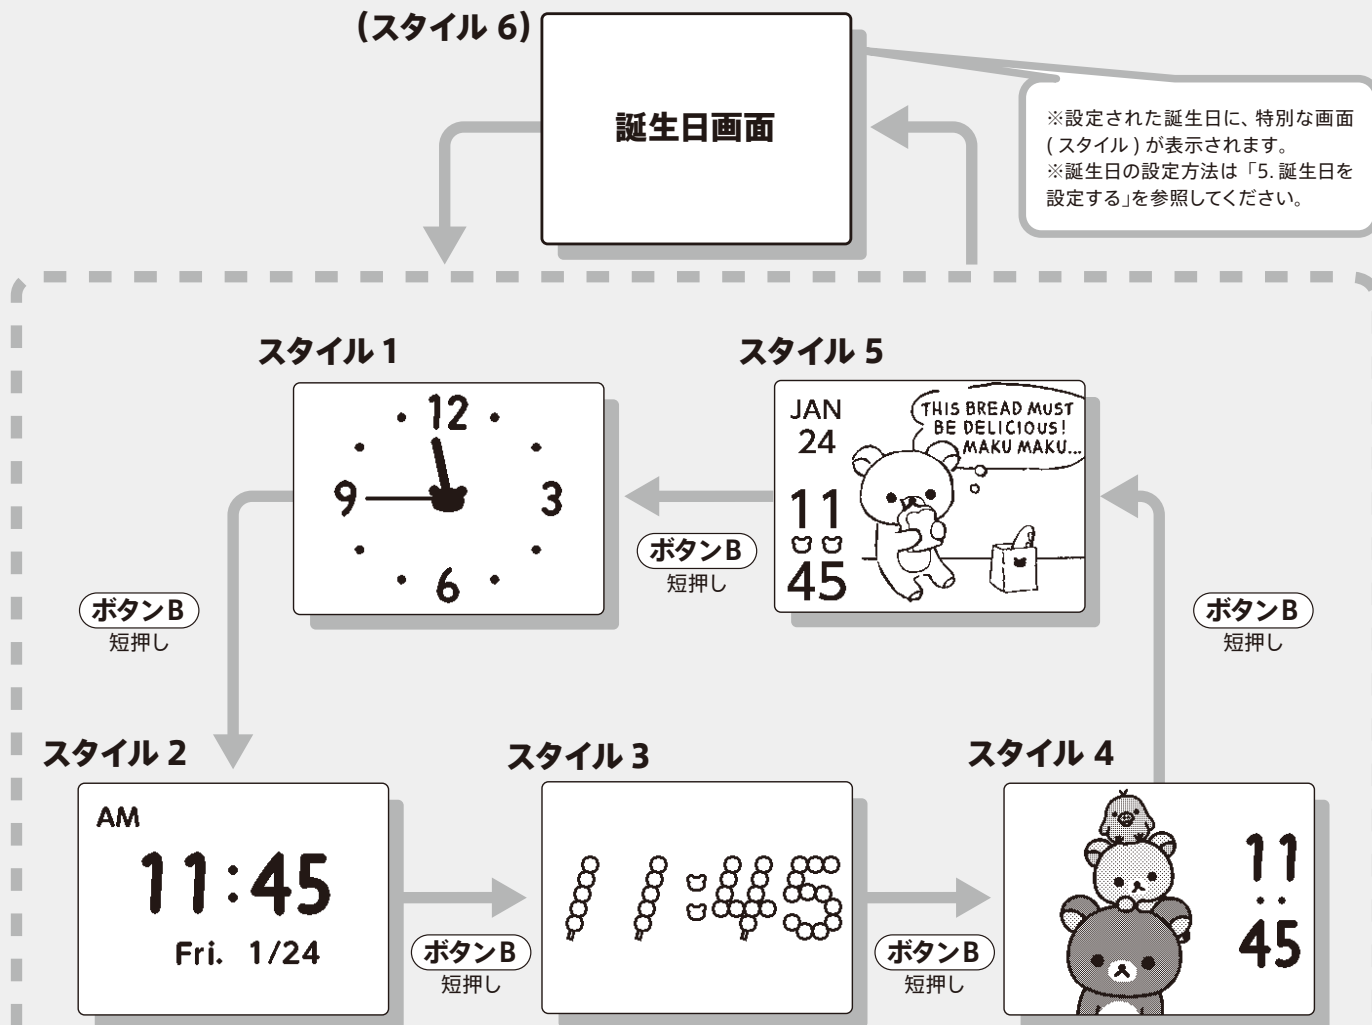 (スタイル 6)
誕生日画面
※設定された誕生日に、特別な画面
(スタイル) が表示されます。
※誕生日の設定方法は「5. 誕生日を
設定する」を参照してください。
スタイル 1
12
9
3
6
スタイル 5
JAN
24
11
45
THIS BREAD MUST
BE DELICIOUS!
MAKU MAKU...
ボタンB
短押し
ボタンB
短押し
ボタンB
短押し
スタイル 2
AM
11:45
Fri. 1/24
ボタンB
短押し
スタイル 3
11:45
ボタンB
短押し
スタイル 4
11
45